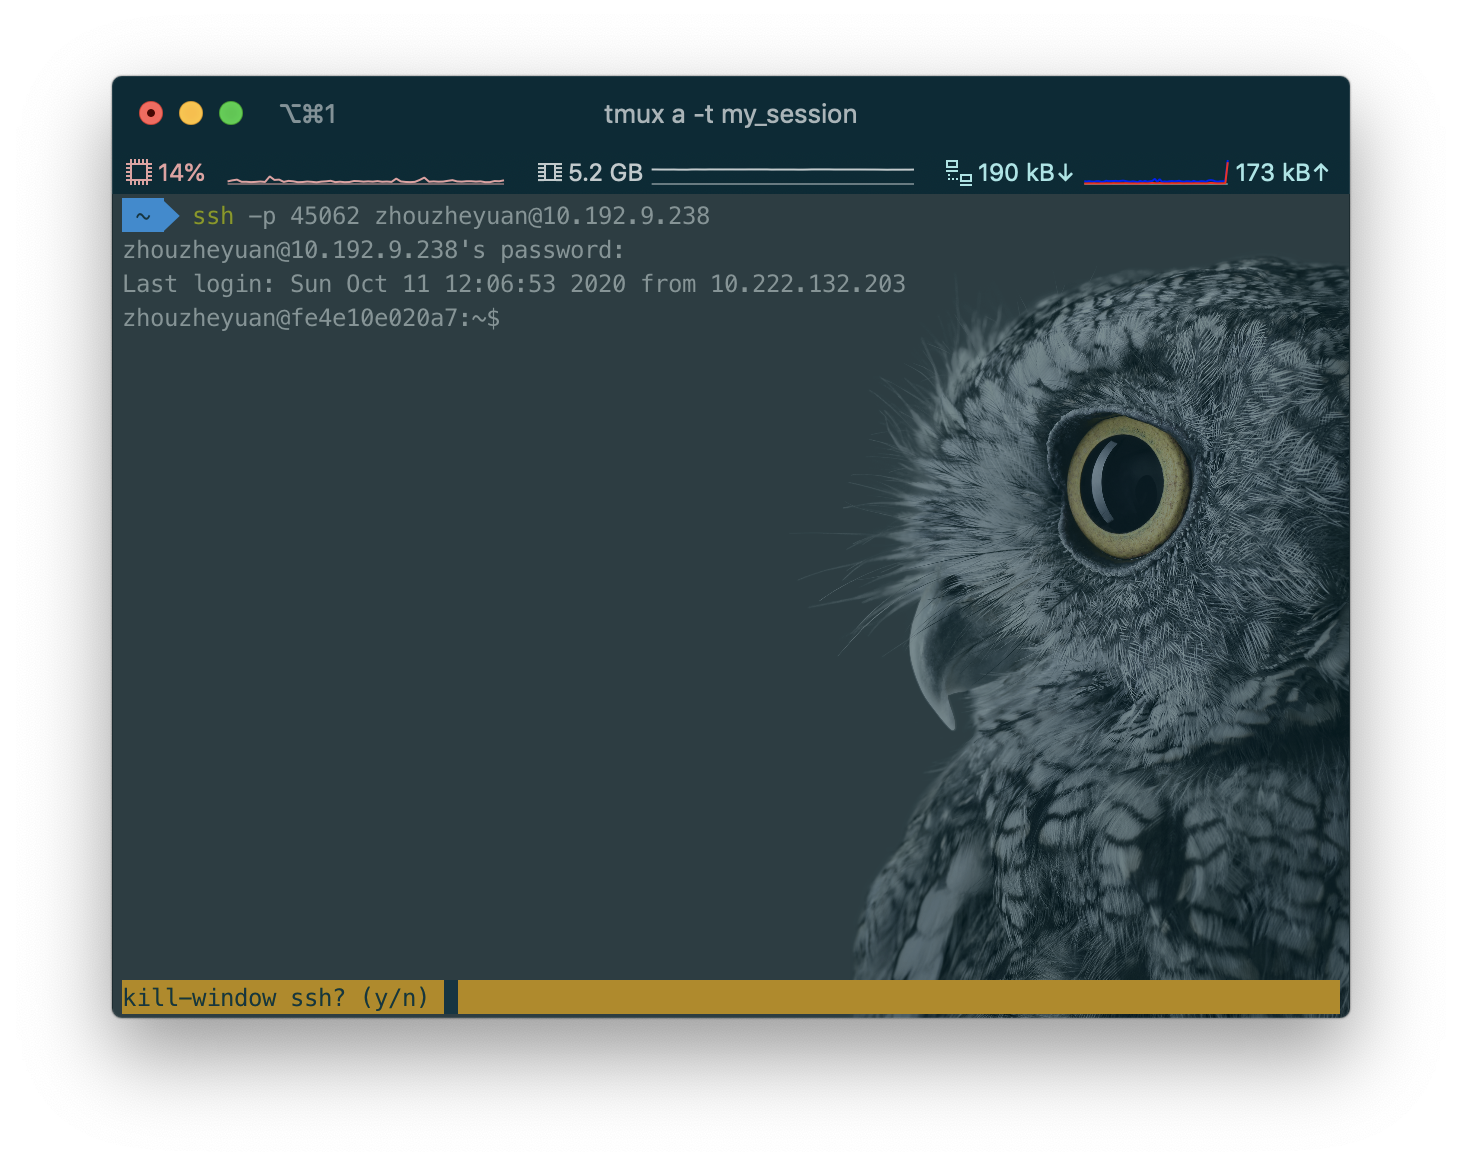 ⌥⌘1 tmux a -t my_session
14% 5.2 GB 190 kB↓ 173 kB↑
~ ssh -p 45062 zhouzheyuan@10.192.9.238
zhouzheyuan@10.192.9.238's password:
Last login: Sun Oct 11 12:06:53 2020 from 10.222.132.203
zhouzheyuan@fe4e10e020a7:~$
kill-window ssh? (y/n)